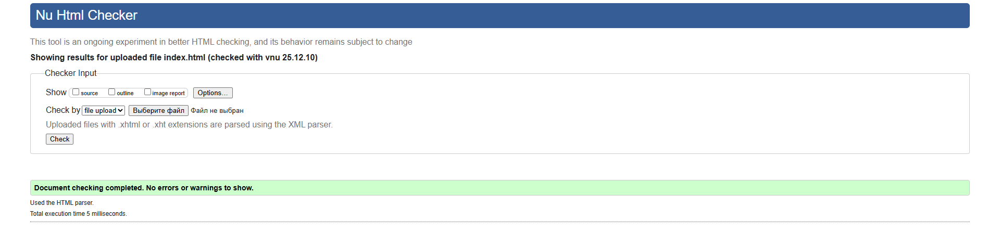 Nu Html Checker
This tool is an ongoing experiment in better HTML checking, and its behavior remains subject to change
Showing results for uploaded file index.html (checked with vnu 25.12.10)
Checker Input
Show source outline image report Options...
Check by file upload Выберите файл Файл не выбран
Uploaded files with .xhtml or .xht extensions are parsed using the XML parser.
Check
Document checking completed. No errors or warnings to show.
Used the HTML parser.
Total execution time 5 milliseconds.